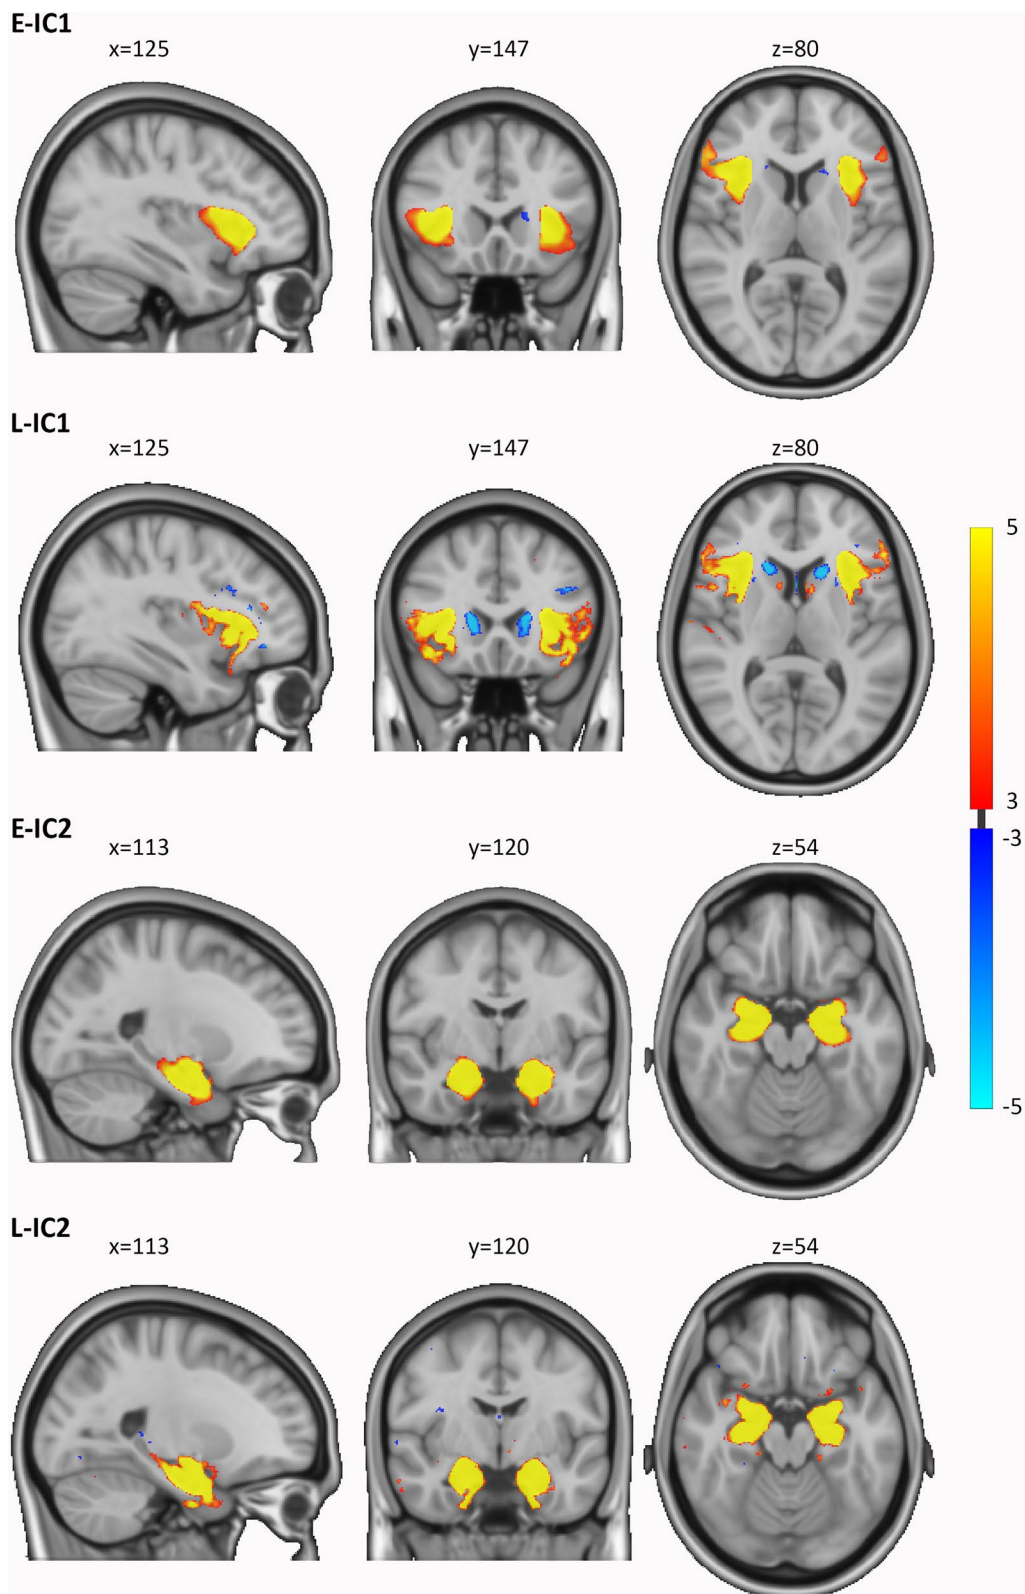 E-IC1
x=125 y=147 z=80
L-IC1
x=125 y=147 z=80
5
3
-3
-5
E-IC2
x=113 y=120 z=54
L-IC2
x=113 y=120 z=54